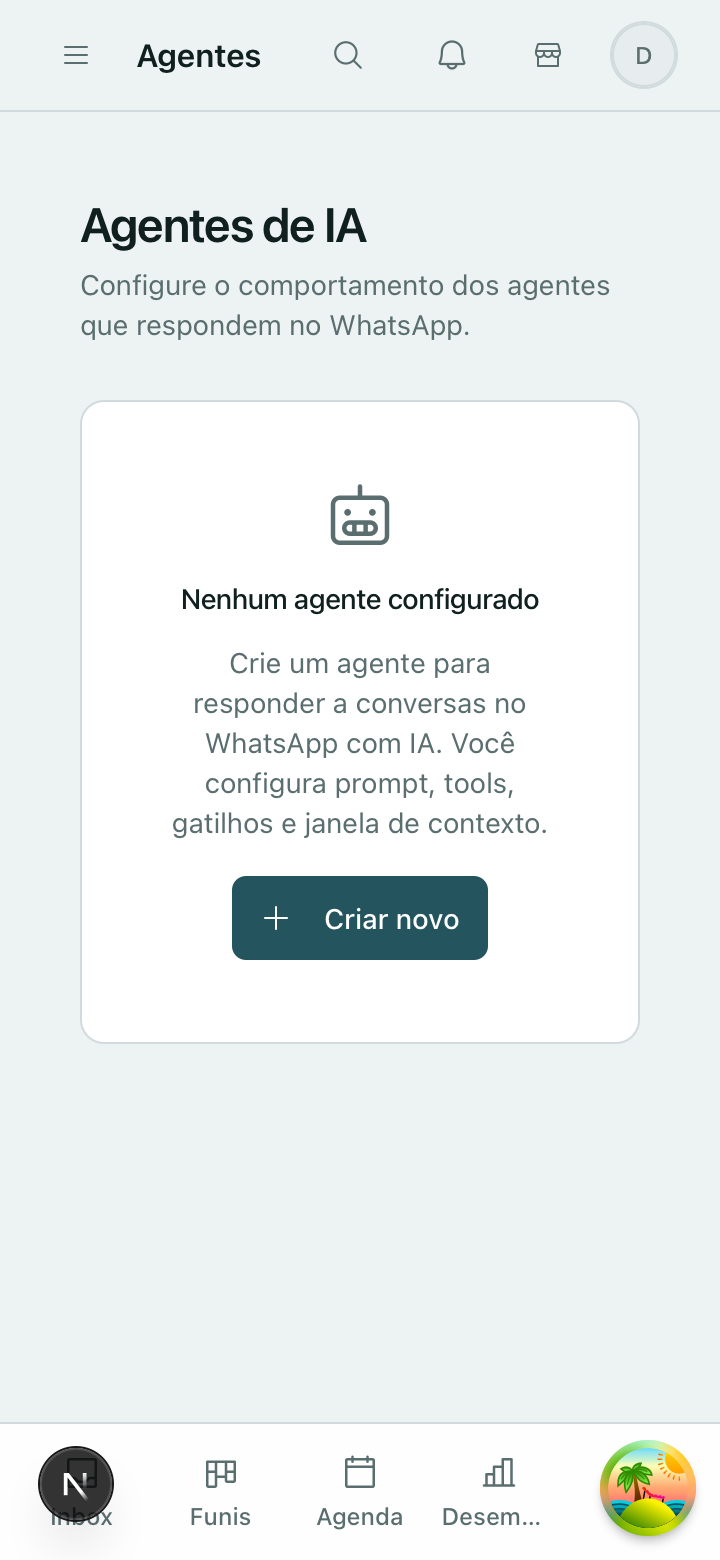 Agentes
D
Agentes de IA
Configure o comportamento dos agentes
que respondem no WhatsApp.
Nenhum agente configurado
Crie um agente para
responder a conversas no
WhatsApp com IA. Você
configura prompt, tools,
gatilhos e janela de contexto.
Criar novo
N
Inbox
Funis
Agenda
Desem...